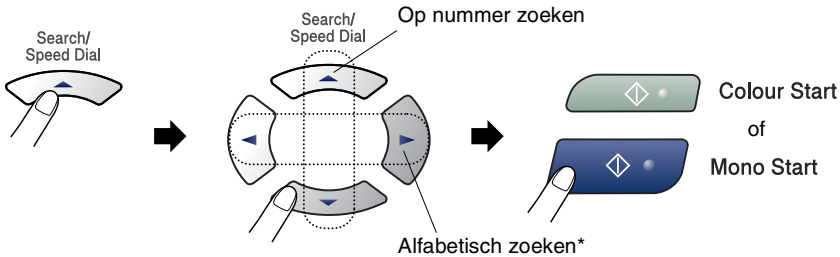 Search/
Speed Dial
Search/
Speed Dial
Op nummer zoeken
Alfabetisch zoeken*
Colour Start
of
Mono Start